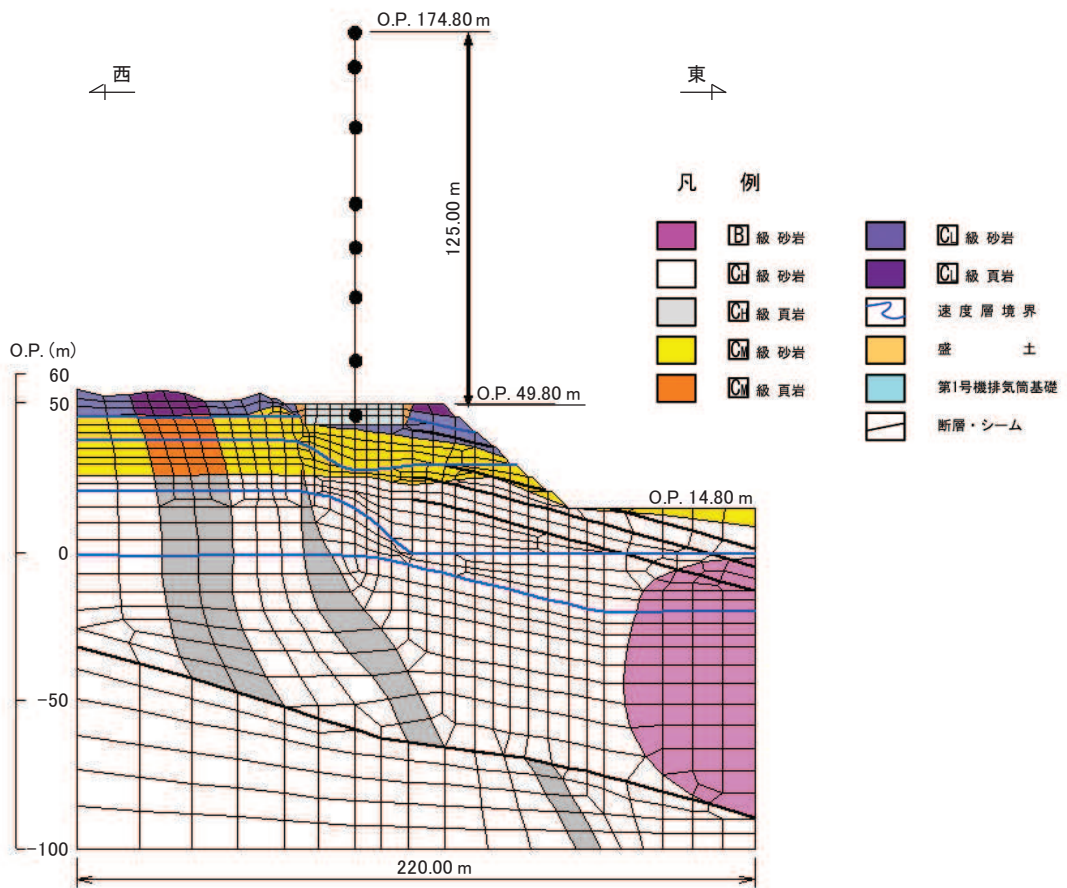 O.P. 174.80 m
西
東
125.00 m
凡 例
B 級 砂岩
CH 級 砂岩
CH 級 頁岩
CM 級 砂岩
CM 級 頁岩
CL 級 砂岩
CL 級 頁岩
速 度 層 境 界
盛 土
第1号機排気筒基礎
断層・シーム
O.P. (m)
60
50
0
-50
-100
O.P. 49.80 m
O.P. 14.80 m
220.00 m